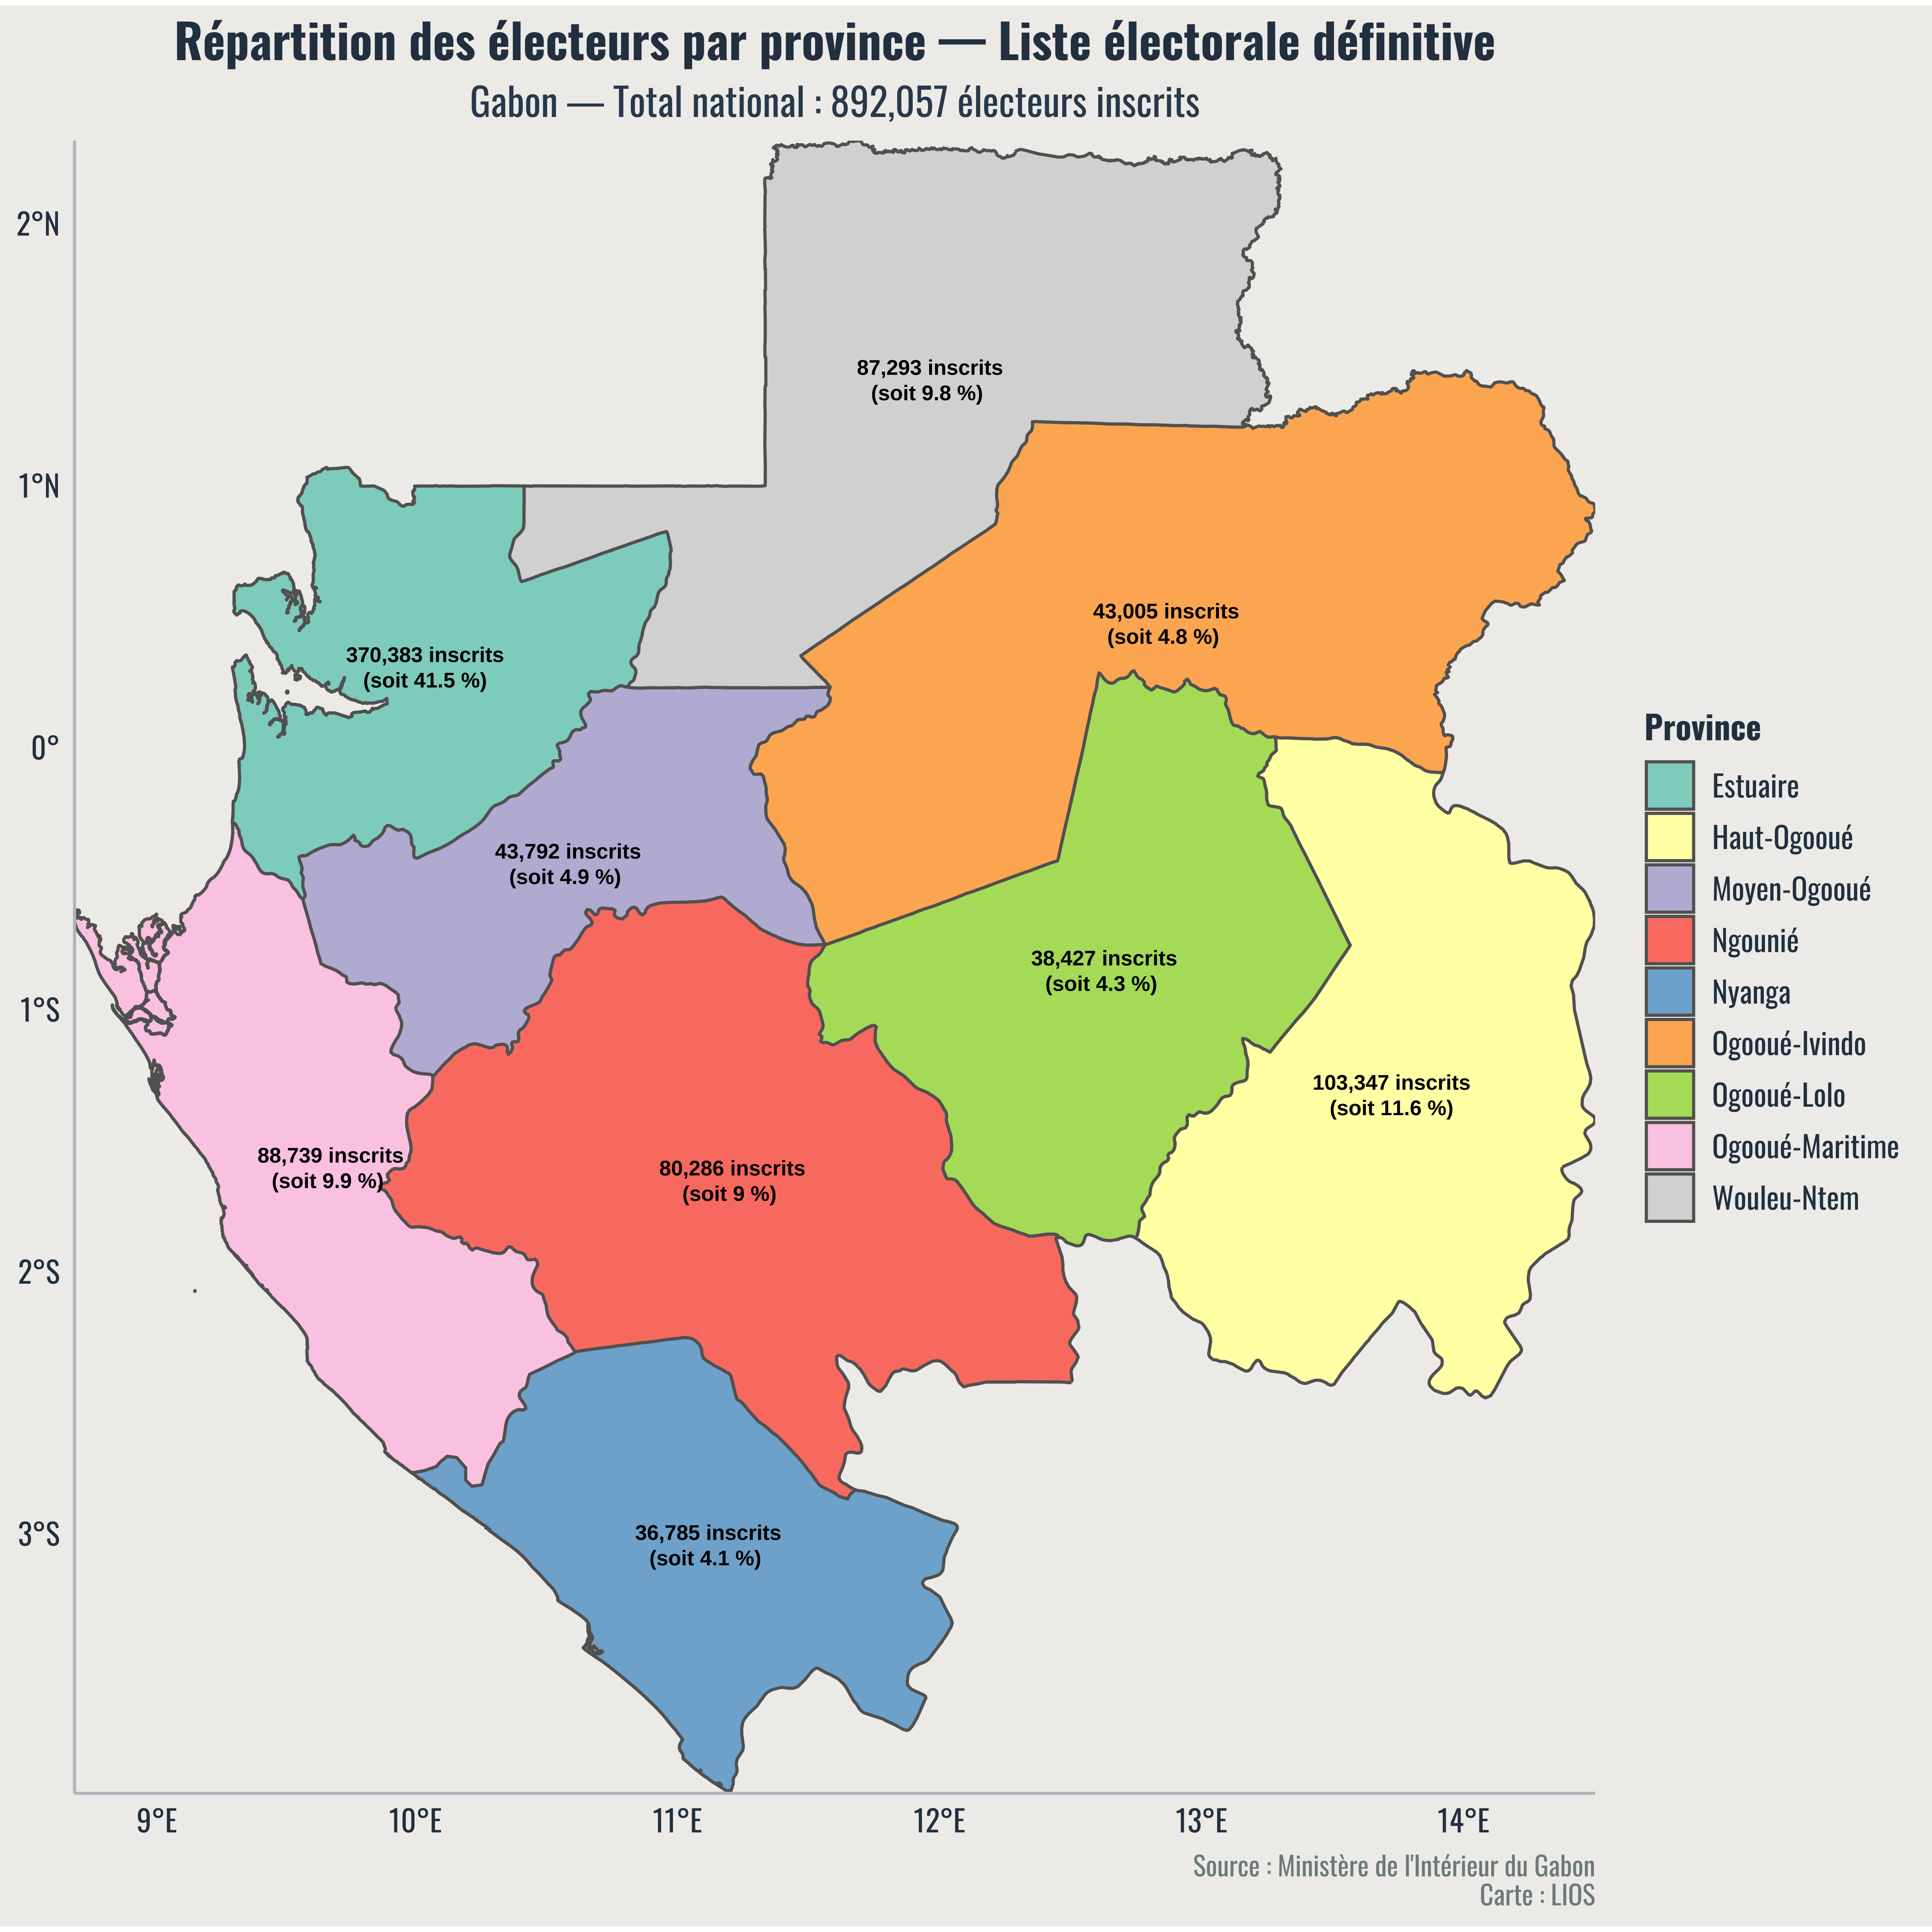 Répartition des électeurs par province — Liste électorale définitive
Gabon — Total national : 892,057 électeurs inscrits
2°N
1°N
0°
1°S
2°S
3°S
87,293 inscrits
(soit 9.8 %)
43,005 inscrits
(soit 4.8 %)
370,383 inscrits
(soit 41.5 %)
43,792 inscrits
(soit 4.9 %)
38,427 inscrits
(soit 4.3 %)
103,347 inscrits
(soit 11.6 %)
88,739 inscrits
(soit 9.9 %)
80,286 inscrits
(soit 9 %)
36,785 inscrits
(soit 4.1 %)
9°E
10°E
11°E
12°E
13°E
14°E
Province
Estuaire
Haut-Ogooué
Moyen-Ogooué
Ngounié
Nyanga
Ogooué-Ivindo
Ogooué-Lolo
Ogooué-Maritime
Wouleu-Ntem
Source : Ministère de l'Intérieur du Gabon
Carte : LIOS